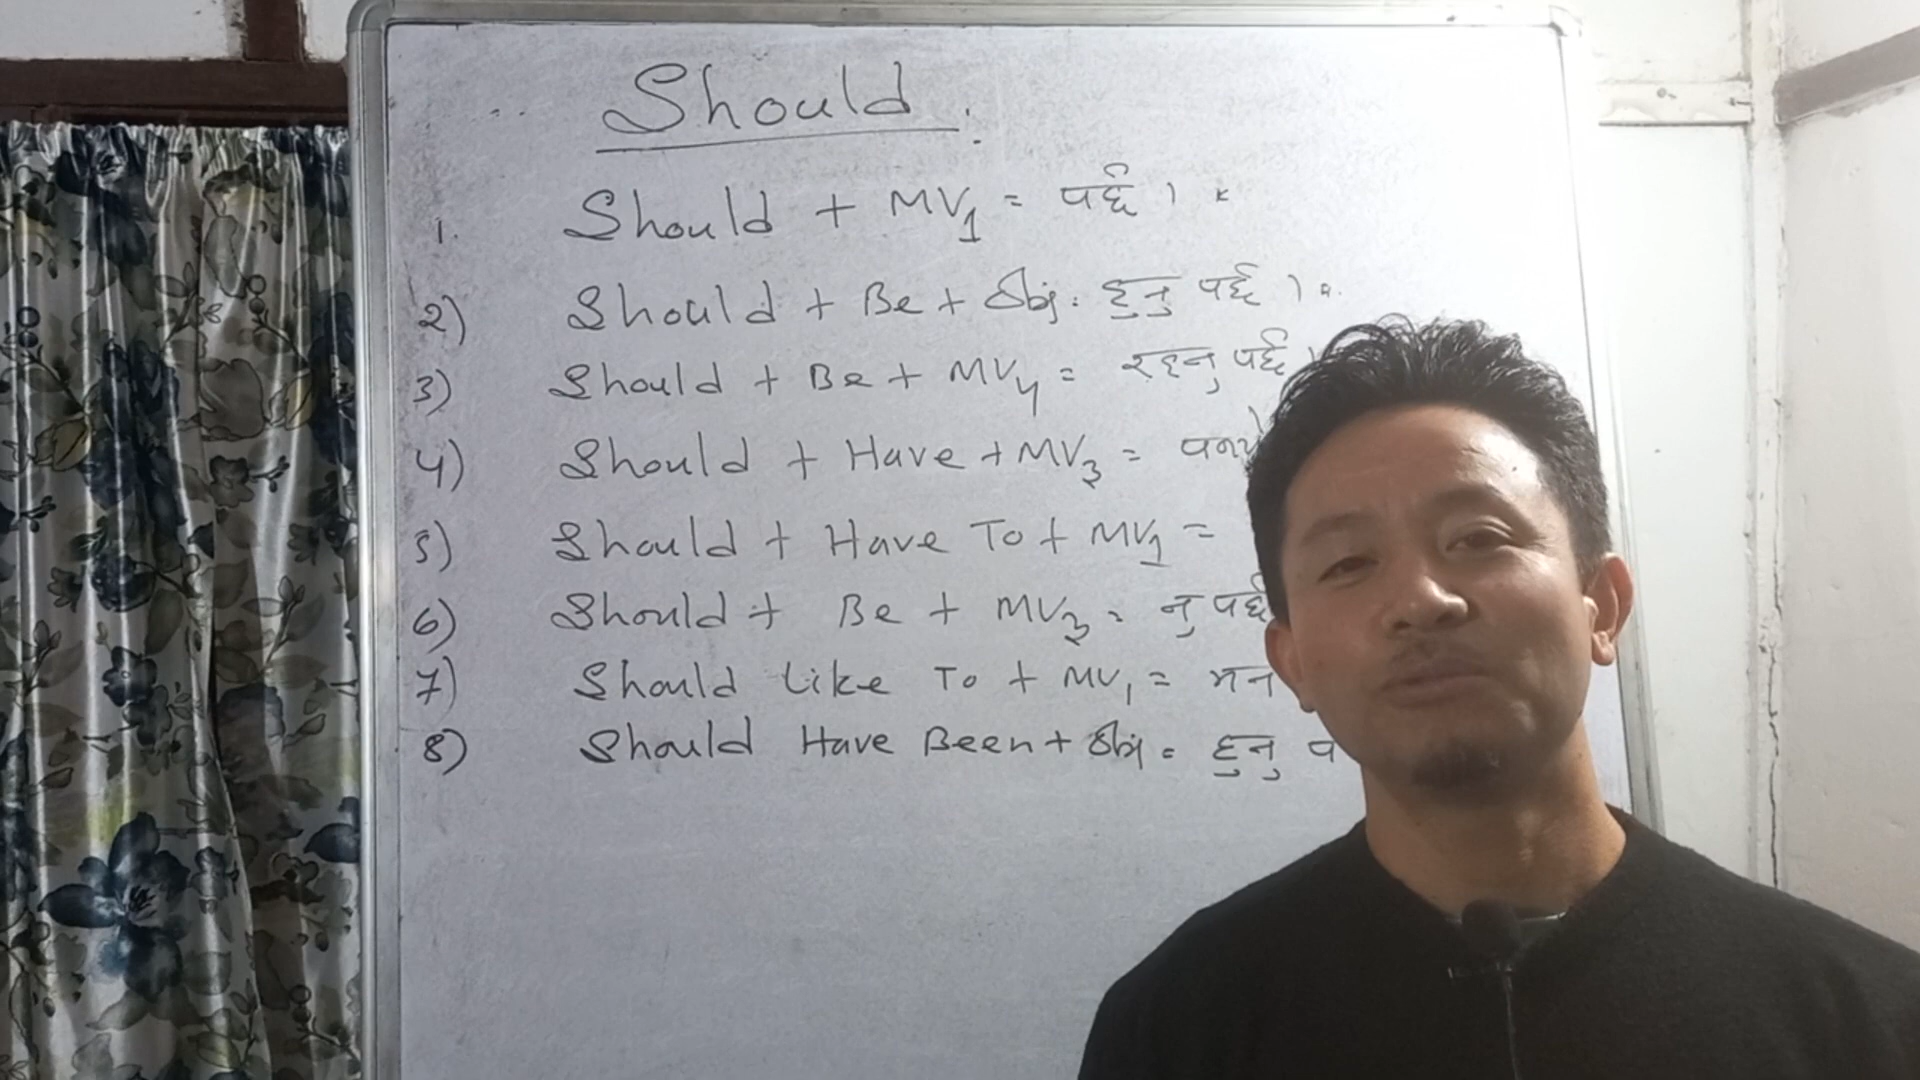 Should
1. Should + MV1 = पर्छ ।
2) Should + Be + Obj. हुनु पर्छ ।
3) Should + Be + MV4 = रहनु पर्छ
4) Should + Have + MV3 =
5) Should + Have To + MV1 =
6) Should + Be + MV3 = नु पर्छ
7) Should Like To + MV1 = मन
8) Should Have Been + Obj = हुनु प